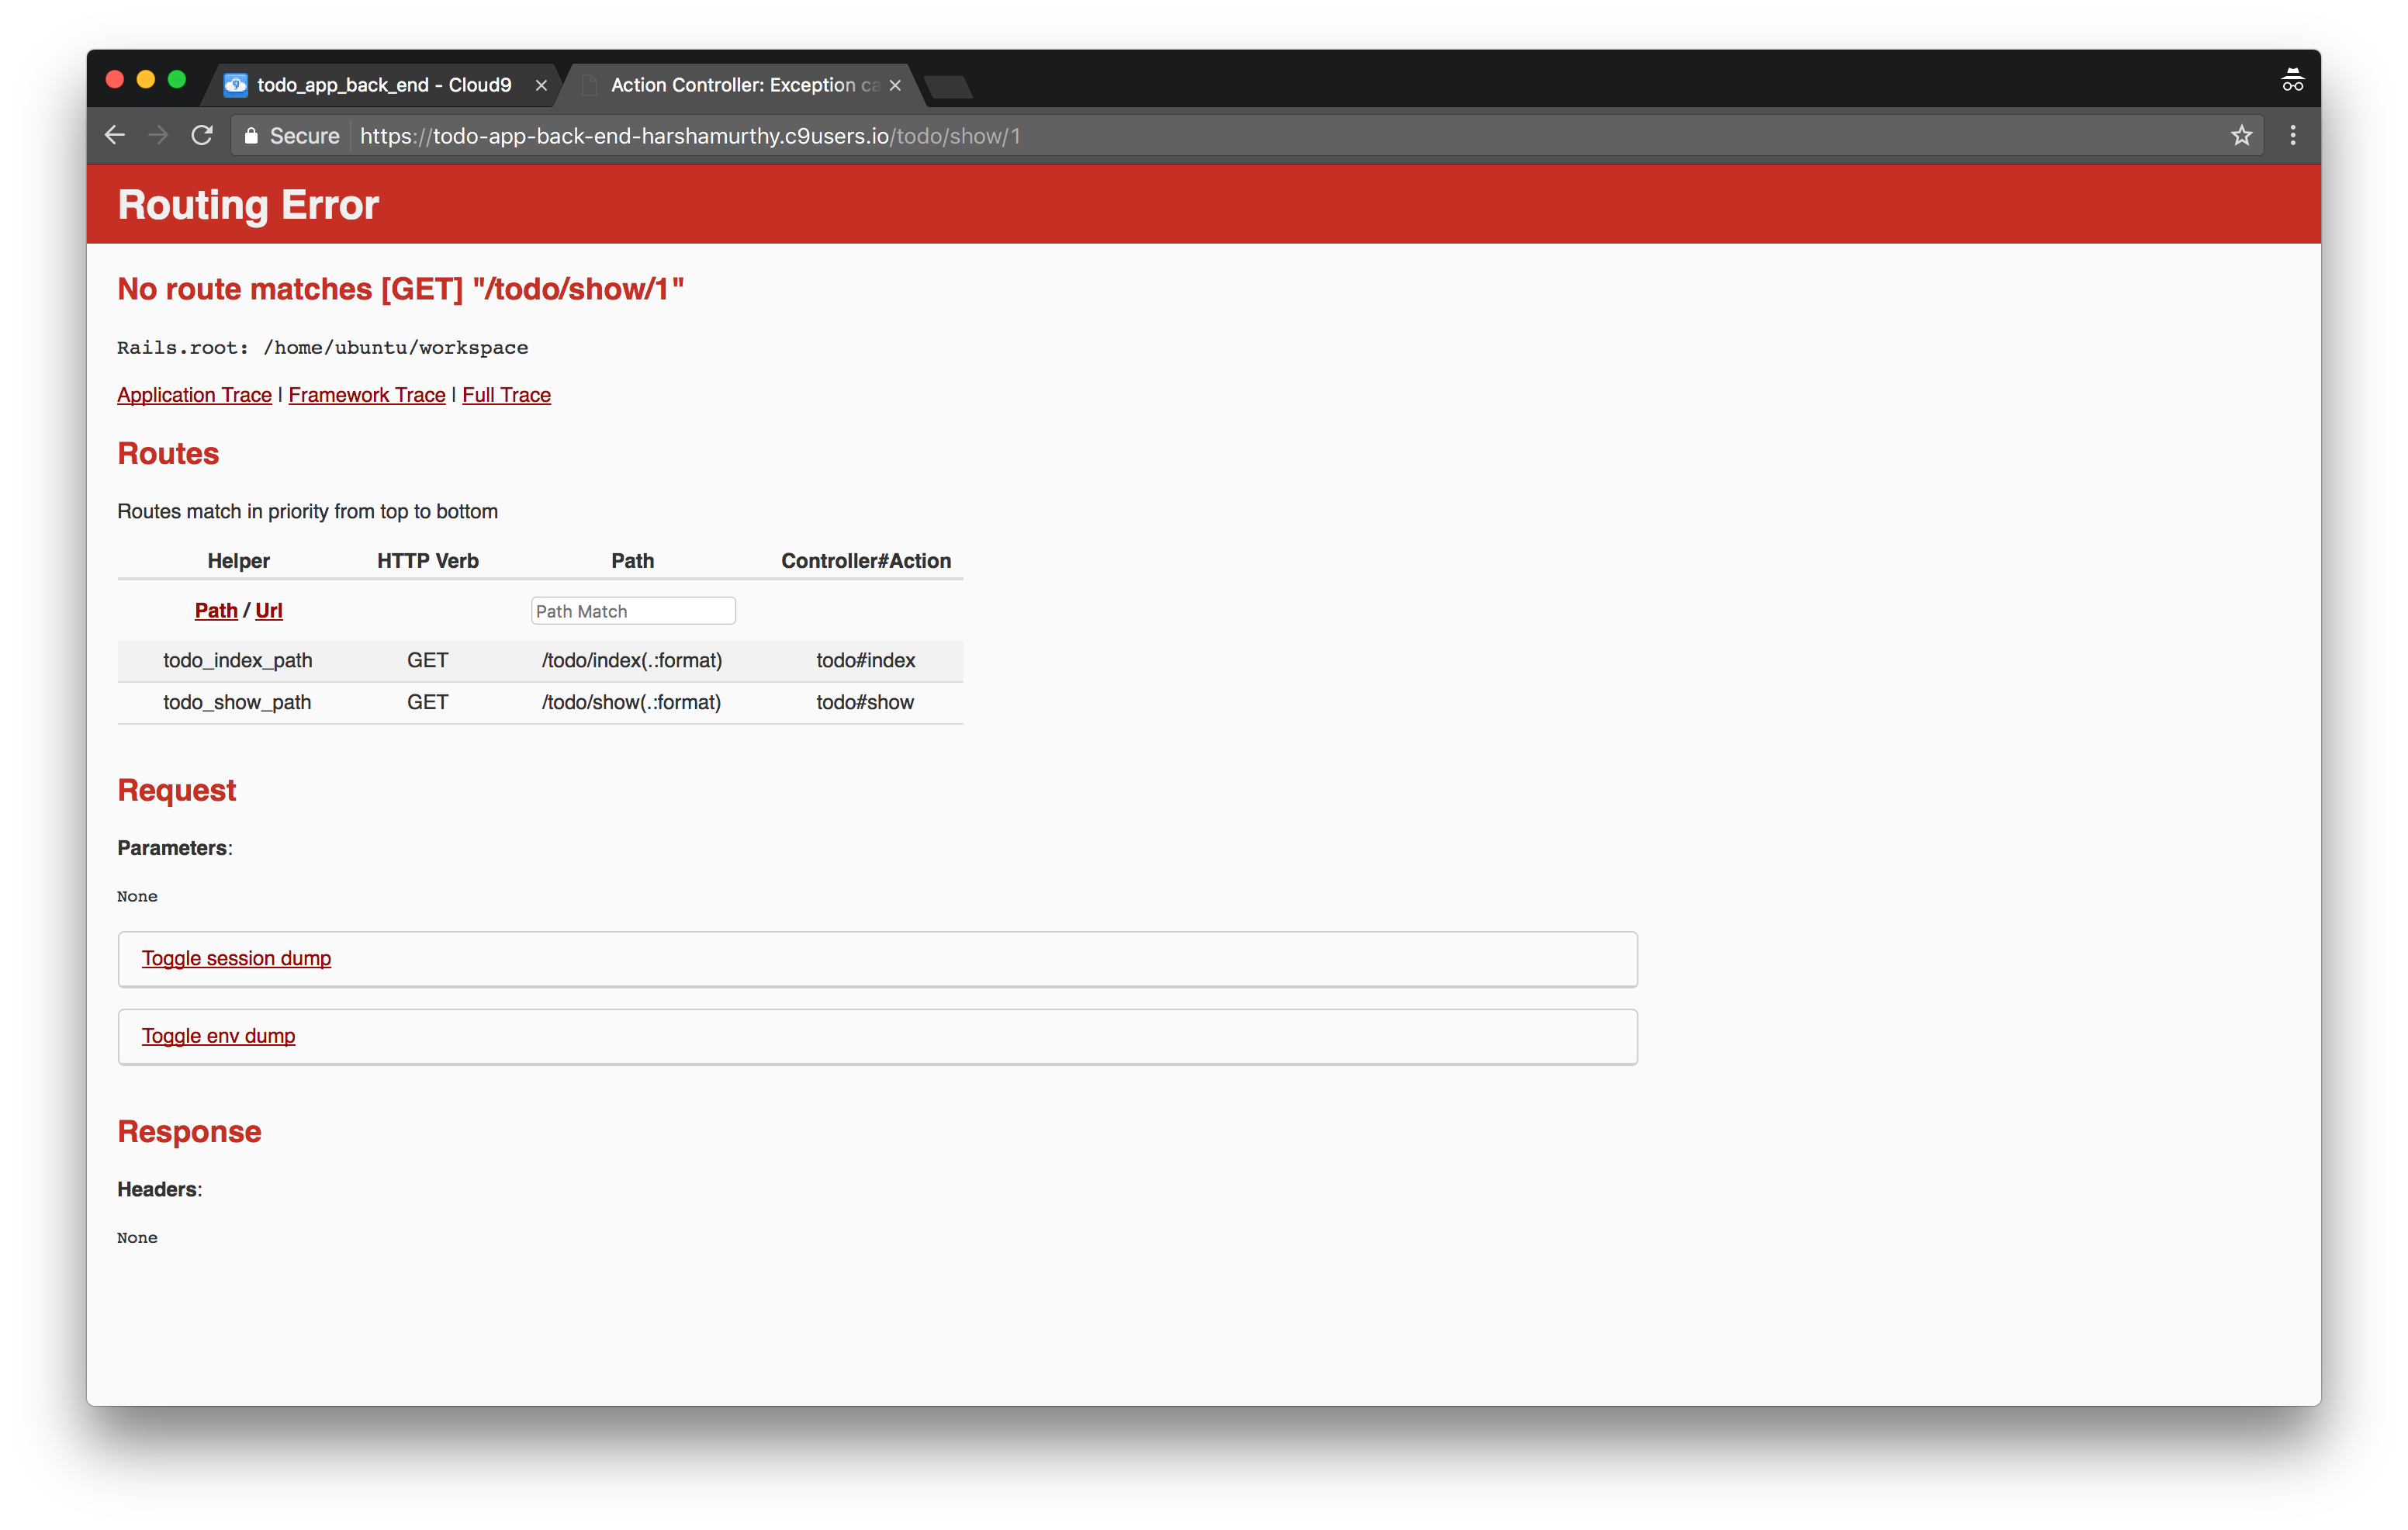 todo_app_back_end - Cloud9
Action Controller: Exception ca
Secure https://todo-app-back-end-harshamurthy.c9users.io/todo/show/1
Routing Error
No route matches [GET] "/todo/show/1"
Rails.root: /home/ubuntu/workspace
Application Trace | Framework Trace | Full Trace
Routes
Routes match in priority from top to bottom
Helper HTTP Verb Path Controller#Action
Path / Url Path Match
todo_index_path GET /todo/index(.:format) todo#index
todo_show_path GET /todo/show(.:format) todo#show
Request
Parameters:
None
Toggle session dump
Toggle env dump
Response
Headers:
None